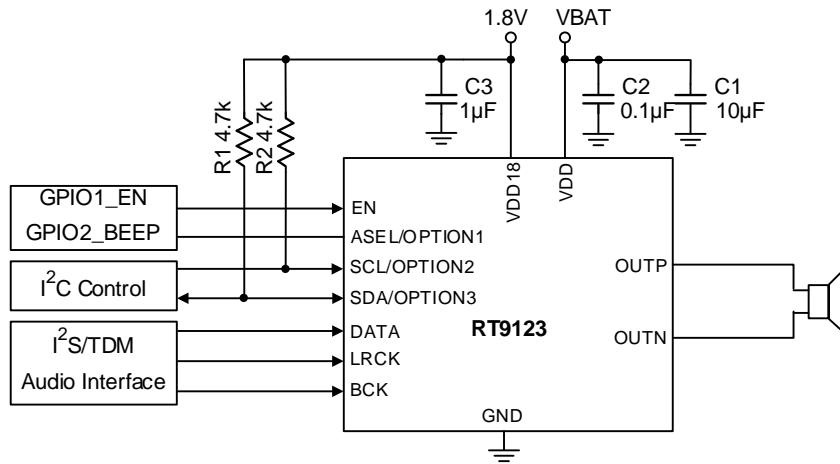 1.8V
VBAT
C3
1µF
C2
0.1µF
C1
10µF
R1 4.7k
R2 4.7k
VDD18
VDD
GPIO1_EN
GPIO2_BEEP
EN
ASEL/OPTION1
I²C Control
SCL/OPTION2
SDA/OPTION3
I²S/TDM
Audio Interface
DATA
LRCK
BCK
RT9123
OUTP
OUTN
GND